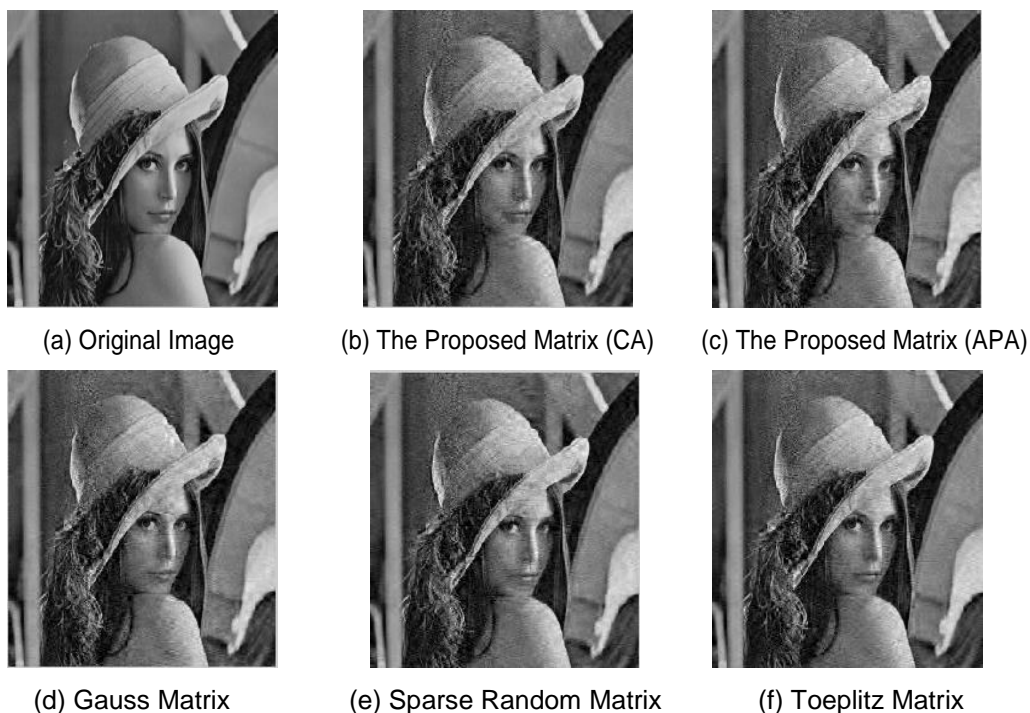 (a) Original Image
(b) The Proposed Matrix (CA)
(c) The Proposed Matrix (APA)
(d) Gauss Matrix
(e) Sparse Random Matrix
(f) Toeplitz Matrix